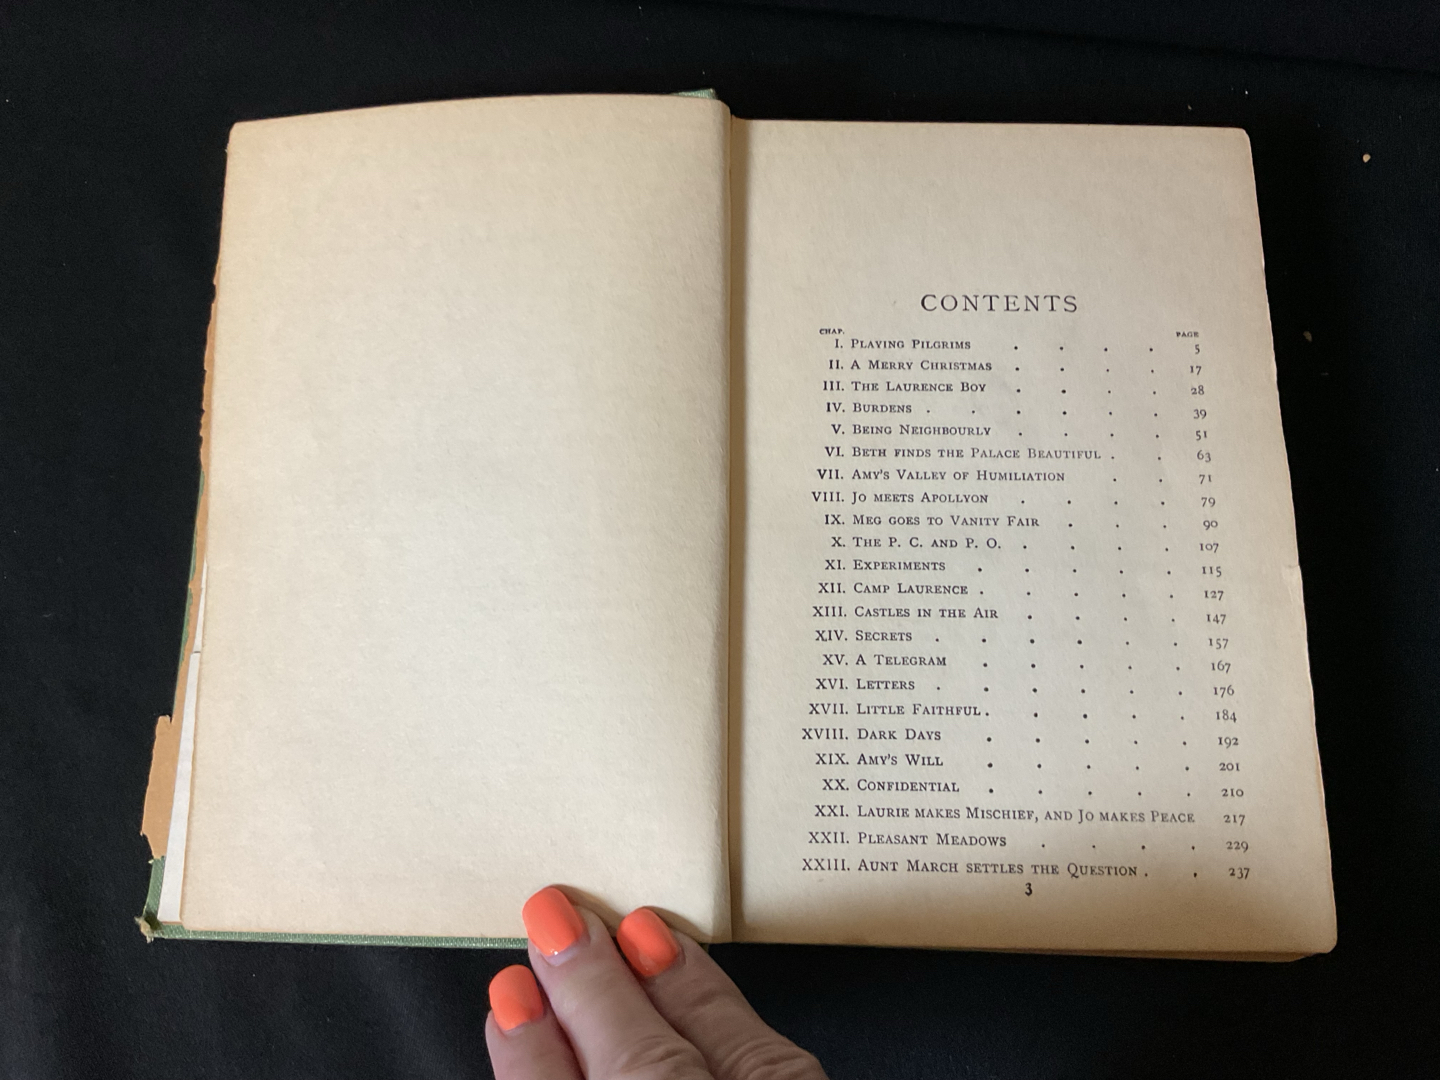 CONTENTS
CHAP. PAGE
I. PLAYING PILGRIMS . . . . 5
II. A MERRY CHRISTMAS . . . . 17
III. THE LAURENCE BOY . . . . 28
IV. BURDENS . . . . . . 39
V. BEING NEIGHBOURLY . . . . 51
VI. BETH FINDS THE PALACE BEAUTIFUL . . 63
VII. AMY'S VALLEY OF HUMILIATION . . 71
VIII. JO MEETS APOLLYON . . . . 79
IX. MEG GOES TO VANITY FAIR . . . 90
X. THE P. C. AND P. O. . . . . 107
XI. EXPERIMENTS . . . . . 115
XII. CAMP LAURENCE . . . . . 127
XIII. CASTLES IN THE AIR . . . . 147
XIV. SECRETS . . . . . . 157
XV. A TELEGRAM . . . . . 167
XVI. LETTERS . . . . . . 176
XVII. LITTLE FAITHFUL . . . . . 184
XVIII. DARK DAYS . . . . . 192
XIX. AMY'S WILL . . . . . 201
XX. CONFIDENTIAL . . . . . 210
XXI. LAURIE MAKES MISCHIEF, AND JO MAKES PEACE 217
XXII. PLEASANT MEADOWS . . . . 229
XXIII. AUNT MARCH SETTLES THE QUESTION . . 237
3